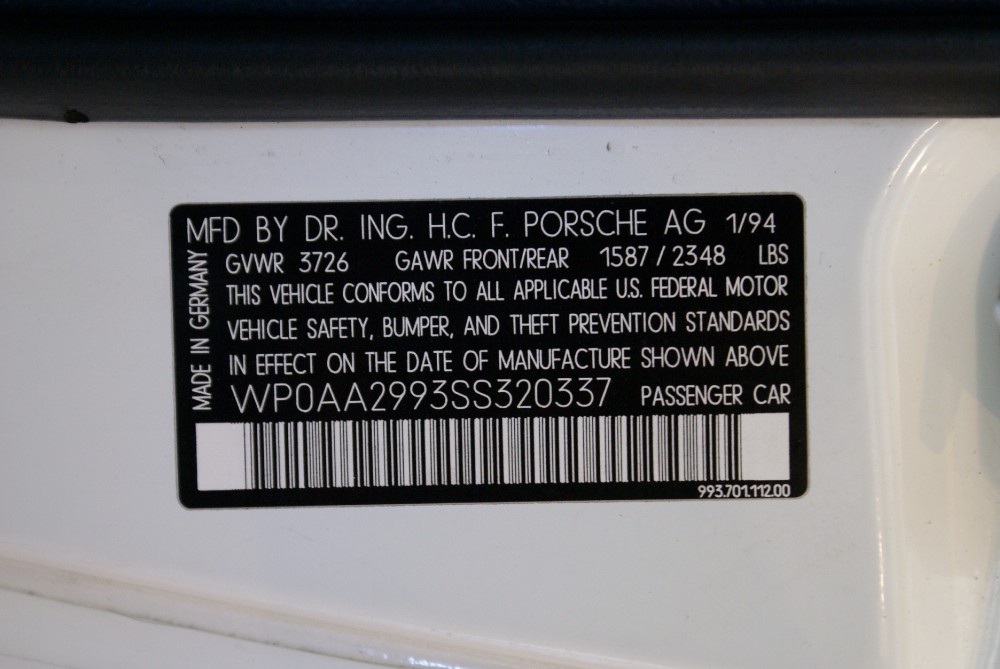 MFD BY DR. ING. H.C. F. PORSCHE AG 1/94
GVWR 3726 GAWR FRONT/REAR 1587 / 2348 LBS
THIS VEHICLE CONFORMS TO ALL APPLICABLE U.S. FEDERAL MOTOR
VEHICLE SAFETY, BUMPER, AND THEFT PREVENTION STANDARDS
IN EFFECT ON THE DATE OF MANUFACTURE SHOWN ABOVE
WP0AA2993SS320337 PASSENGER CAR
MADE IN GERMANY
993.701.112.00